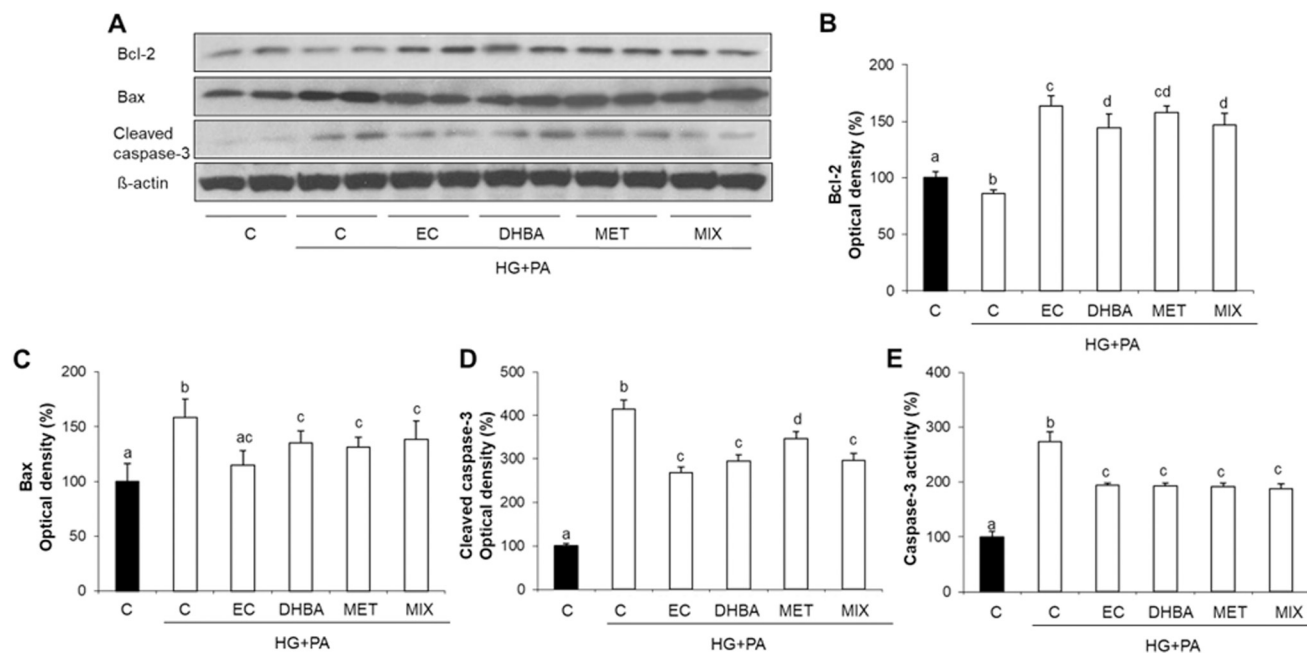 A
Bcl-2
Bax
Cleaved
caspase-3
ß-actin
C C EC DHBA MET MIX
HG+PA
B
Bcl-2
Optical density (%)
200
150
100
50
0
a b c d cd d
C C EC DHBA MET MIX
HG+PA
C
Bax
Optical density (%)
200
150
100
50
0
a b ac c c c
C C EC DHBA MET MIX
HG+PA
D
Cleaved caspase-3
Optical density (%)
500
400
300
200
100
0
a b c c d c
C C EC DHBA MET MIX
HG+PA
E
Caspase-3 activity (%)
400
300
200
100
0
a b c c c c
C C EC DHBA MET MIX
HG+PA